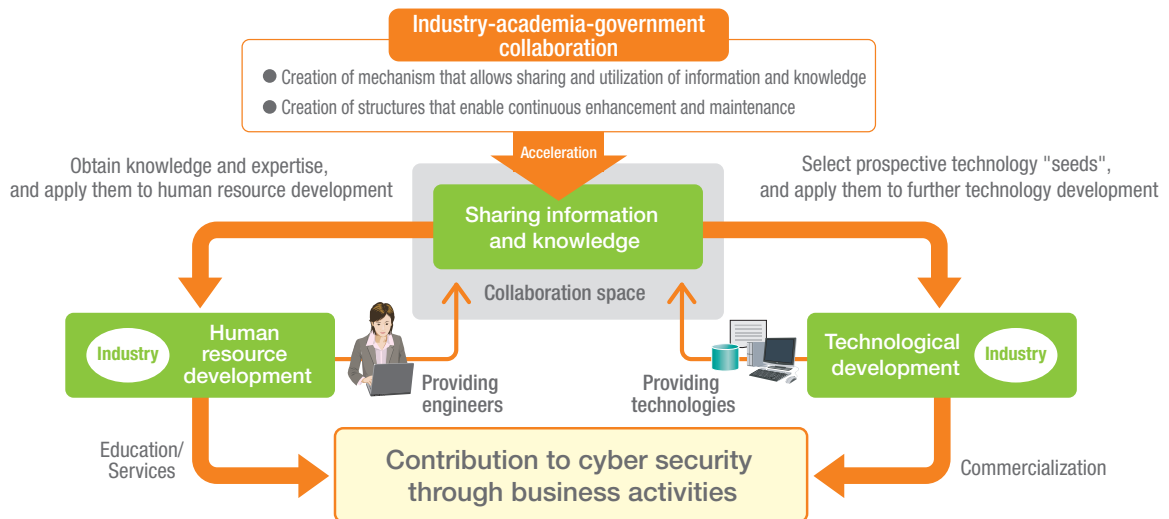 Industry-academia-government
collaboration
● Creation of mechanism that allows sharing and utilization of information and knowledge
● Creation of structures that enable continuous enhancement and maintenance
Acceleration
Obtain knowledge and expertise,
and apply them to human resource development
Select prospective technology "seeds",
and apply them to further technology development
Sharing information
and knowledge
Collaboration space
Industry
Human
resource
development
Providing
engineers
Providing
technologies
Technological
development
Industry
Education/
Services
Contribution to cyber security
through business activities
Commercialization